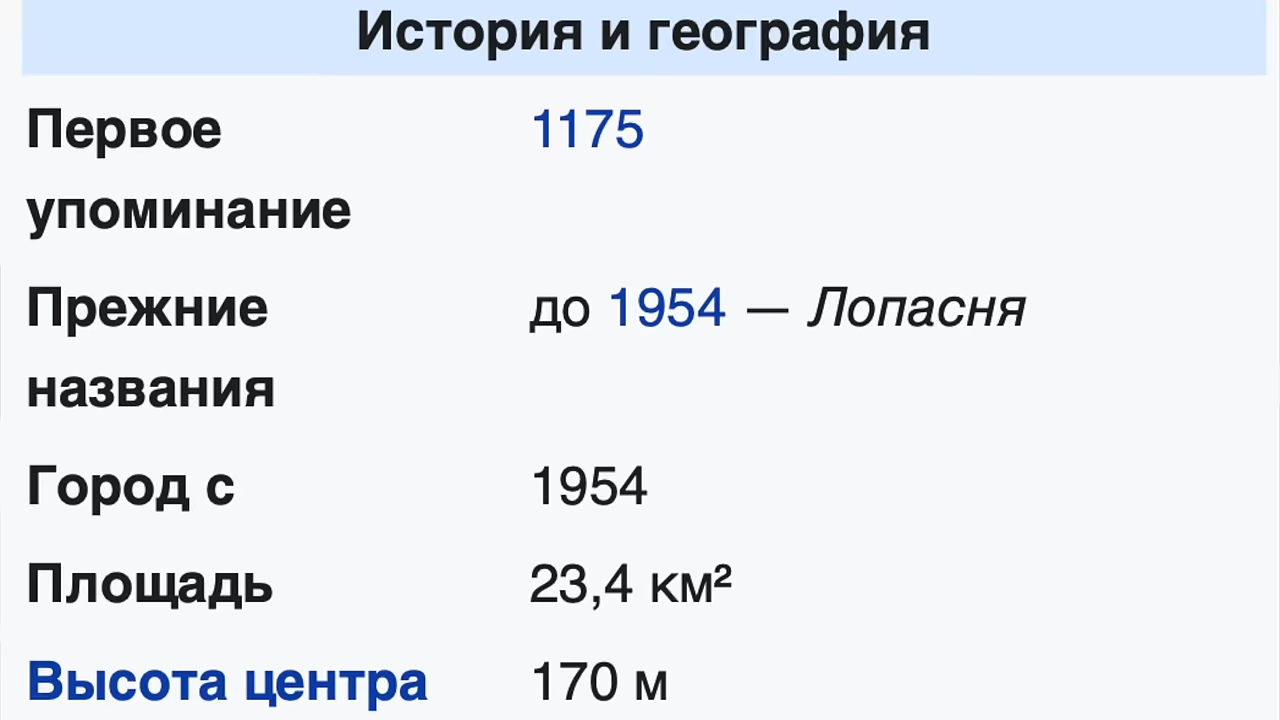 История и география
Первое 1175
упоминание
Прежние до 1954 — Лопасня
названия
Город с 1954
Площадь 23,4 км²
Высота центра 170 м